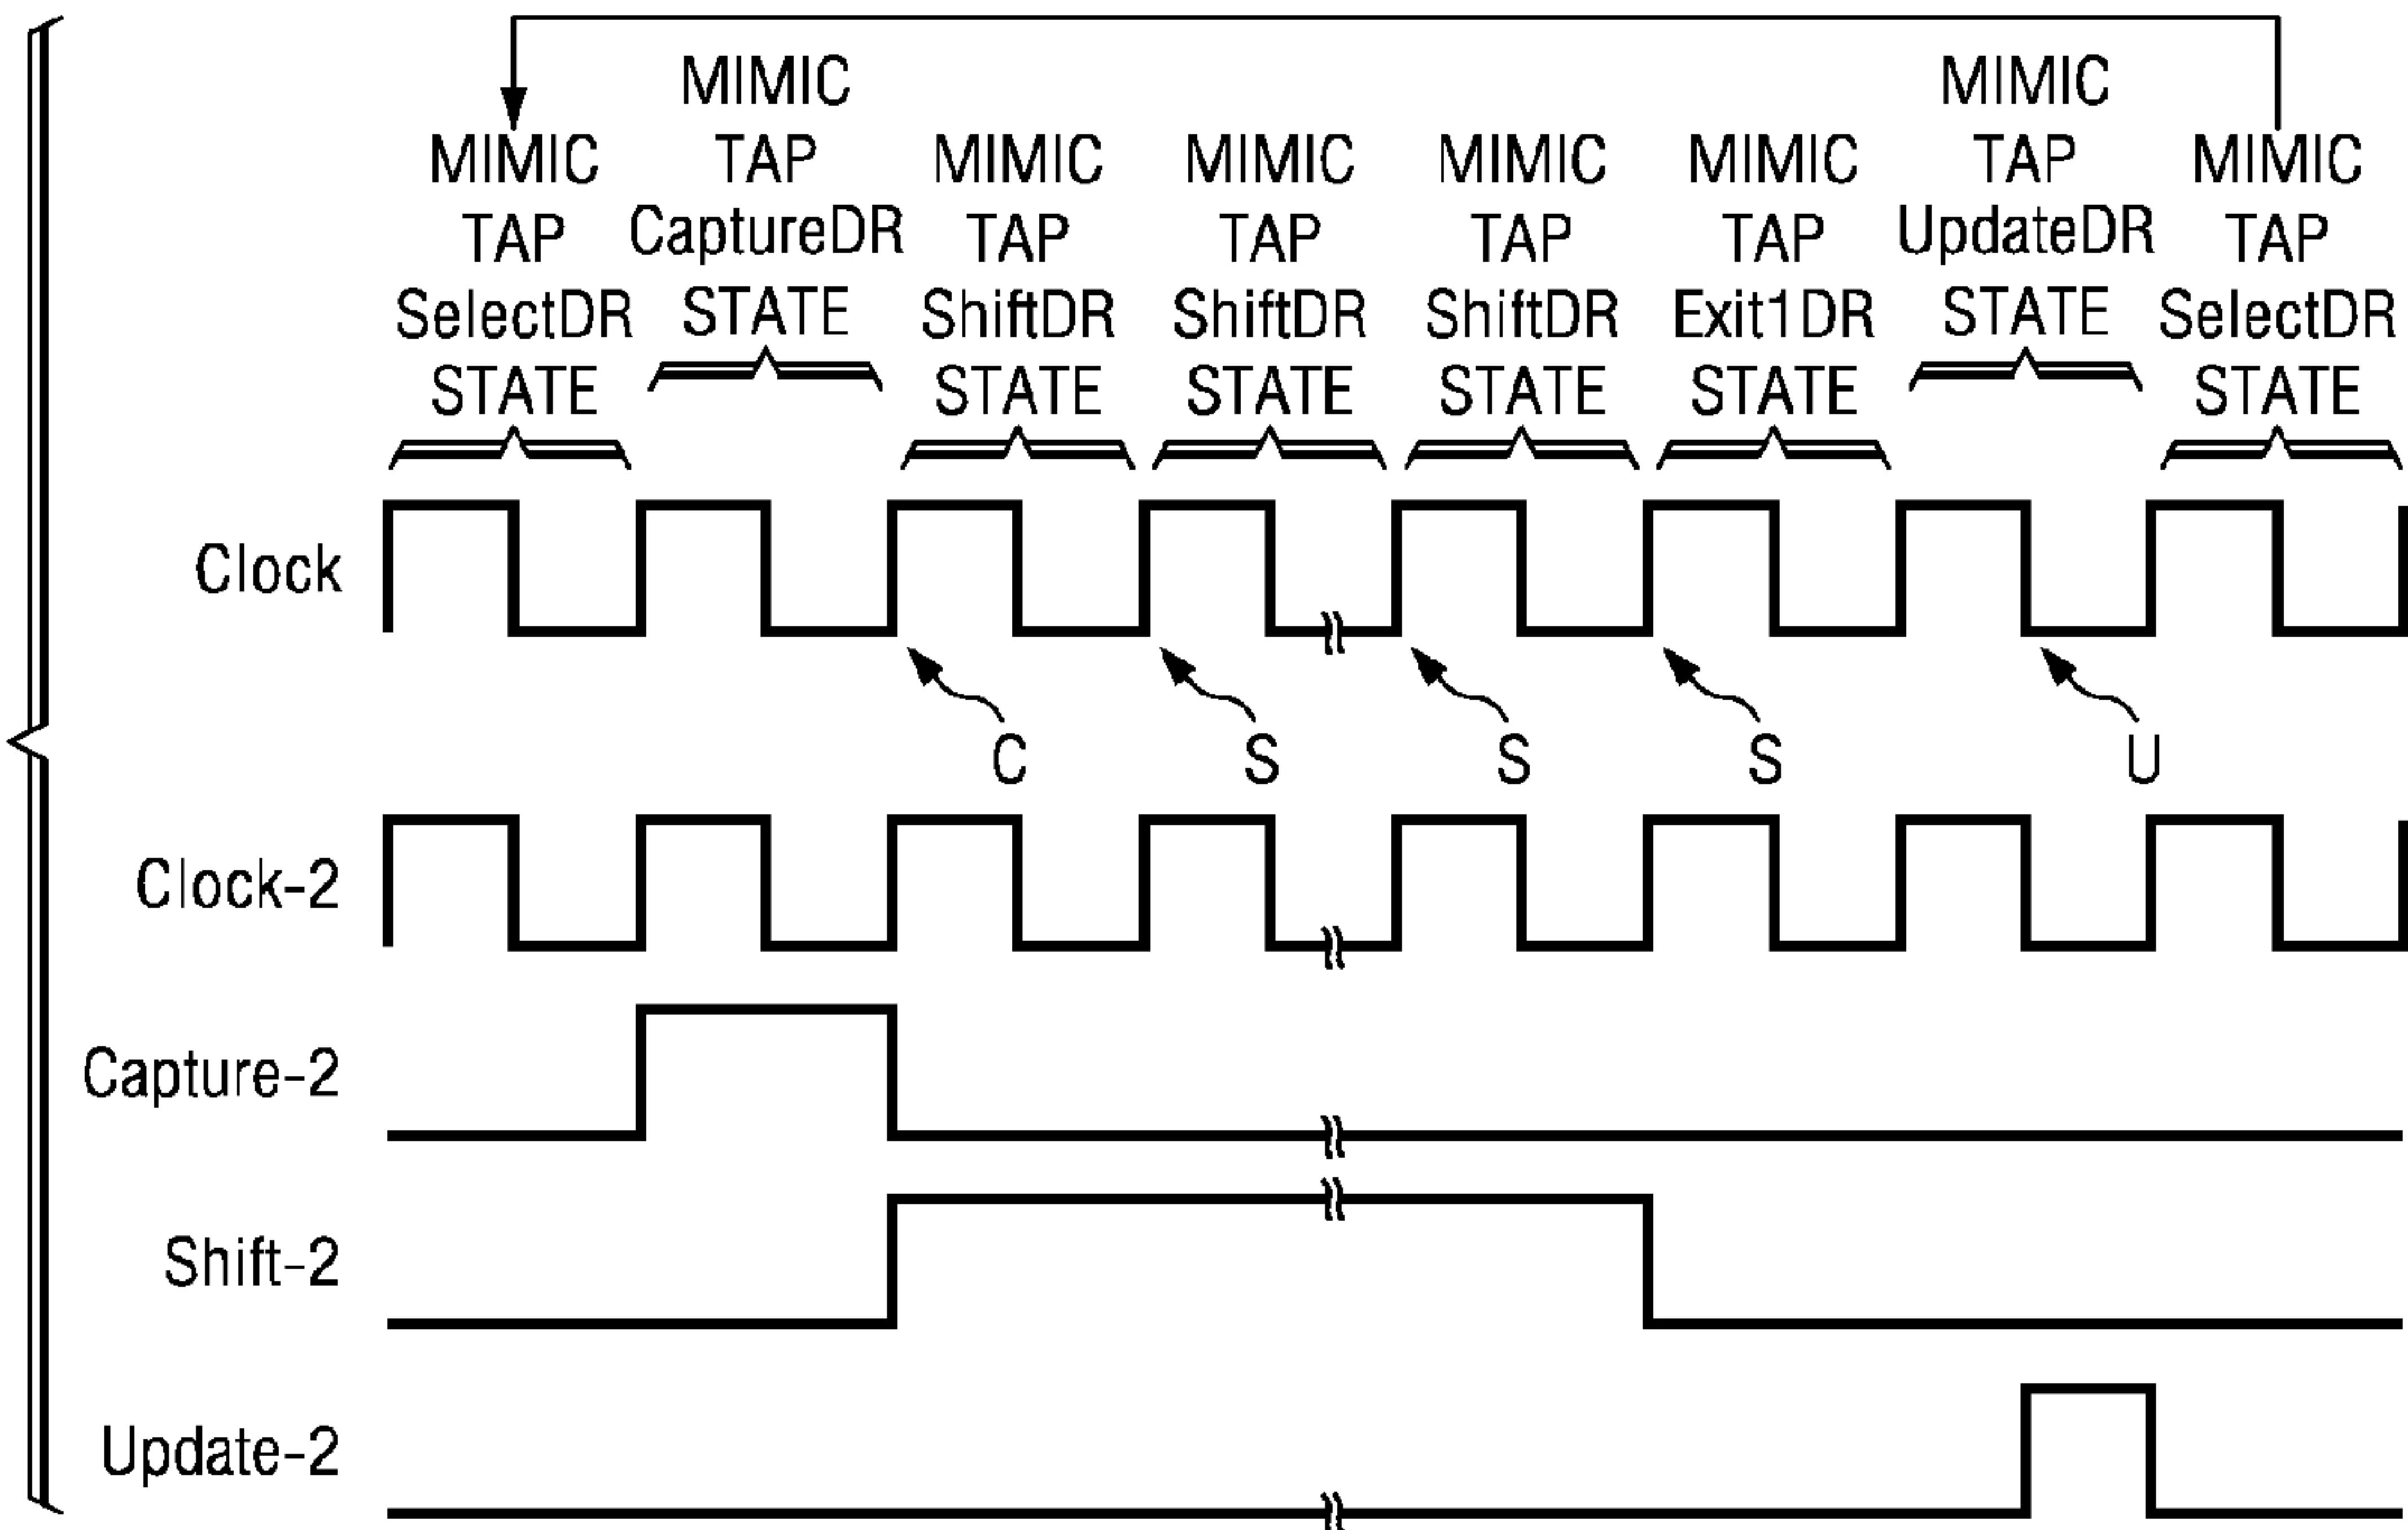 MIMIC
TAP
SelectDR
STATE
MIMIC
TAP
CaptureDR
STATE
MIMIC
TAP
ShiftDR
STATE
MIMIC
TAP
ShiftDR
STATE
MIMIC
TAP
ShiftDR
STATE
MIMIC
TAP
Exit1DR
STATE
MIMIC
TAP
UpdateDR
STATE
MIMIC
TAP
SelectDR
STATE
Clock
C
S
S
S
U
Clock-2
Capture-2
Shift-2
Update-2